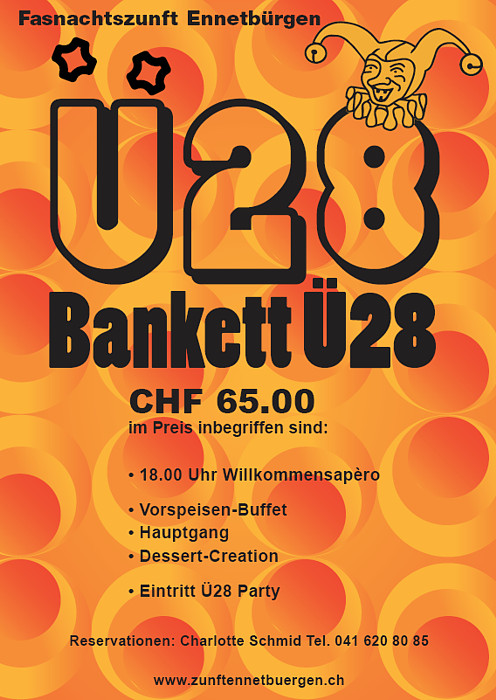 Fasnachtszunft Ennetbürgen
Ü28
Bankett Ü28
CHF 65.00
im Preis inbegriffen sind:
• 18.00 Uhr Willkommensapèro
• Vorspeisen-Buffet
• Hauptgang
• Dessert-Creation
• Eintritt Ü28 Party
Reservationen: Charlotte Schmid Tel. 041 620 80 85
www.zunftennetbuergen.ch